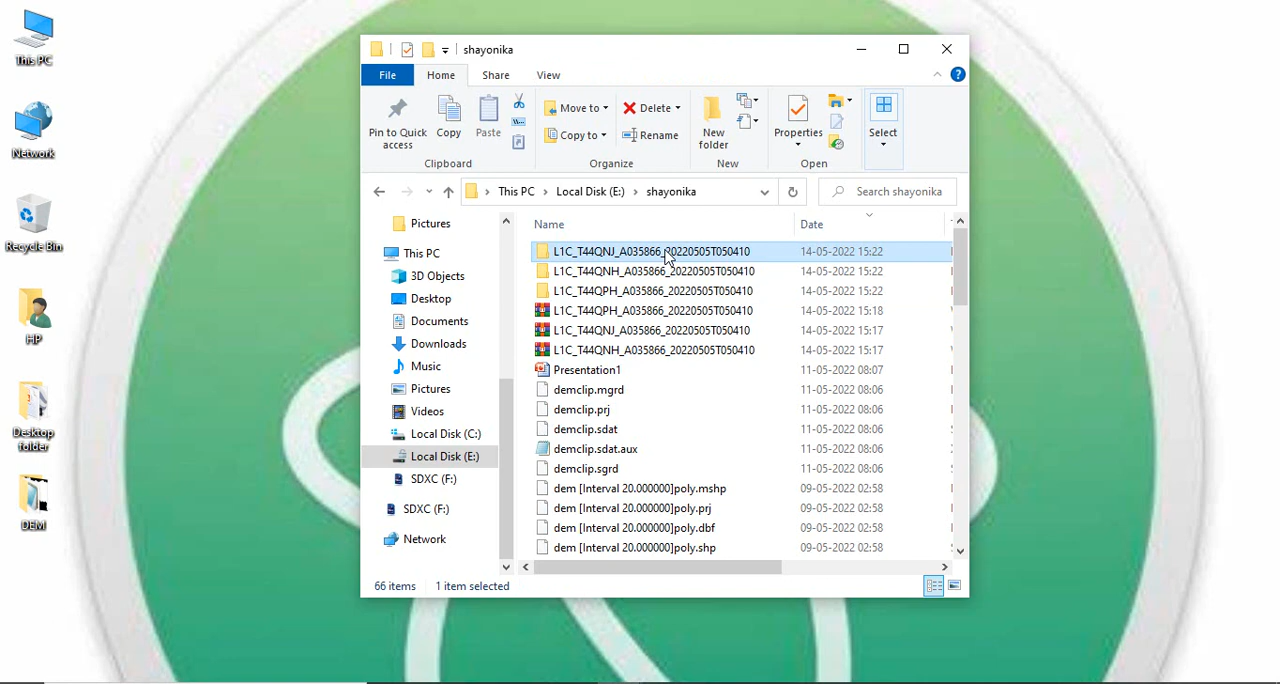 This PC
Network
Recycle Bin
HP
Desktop folder
DEM
shayonika
File Home Share View
Pin to Quick access
Copy
Paste
Clipboard
Move to
Copy to
Delete
Rename
Organize
New folder
New
Properties
Open
Select
This PC > Local Disk (E:) > shayonika
Search shayonika
Pictures
This PC
3D Objects
Desktop
Documents
Downloads
Music
Pictures
Videos
Local Disk (C:)
Local Disk (E:)
SDXC (F:)
SDXC (F:)
Network
Name Date
L1C_T44QNJ_A035866_20220505T050410 14-05-2022 15:22
L1C_T44QNH_A035866_20220505T050410 14-05-2022 15:22
L1C_T44QPH_A035866_20220505T050410 14-05-2022 15:22
L1C_T44QPH_A035866_20220505T050410 14-05-2022 15:18
L1C_T44QNJ_A035866_20220505T050410 14-05-2022 15:17
L1C_T44QNH_A035866_20220505T050410 14-05-2022 15:17
Presentation1 11-05-2022 08:07
demclip.mgrd 11-05-2022 08:06
demclip.prj 11-05-2022 08:06
demclip.sdat 11-05-2022 08:06
demclip.sdat.aux 11-05-2022 08:06
demclip.sgrd 11-05-2022 08:06
dem [Interval 20.000000]poly.mshp 09-05-2022 02:58
dem [Interval 20.000000]poly.prj 09-05-2022 02:58
dem [Interval 20.000000]poly.dbf 09-05-2022 02:58
dem [Interval 20.000000]poly.shp 09-05-2022 02:58
66 items 1 item selected